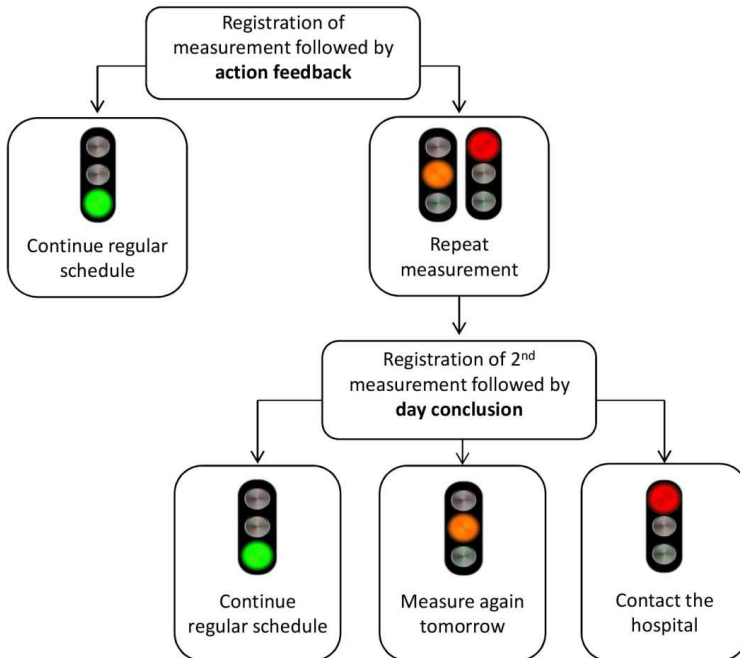 Registration of
measurement followed by
action feedback
Continue regular
schedule
Repeat
measurement
Registration of 2nd
measurement followed by
day conclusion
Continue
regular schedule
Measure again
tomorrow
Contact the
hospital